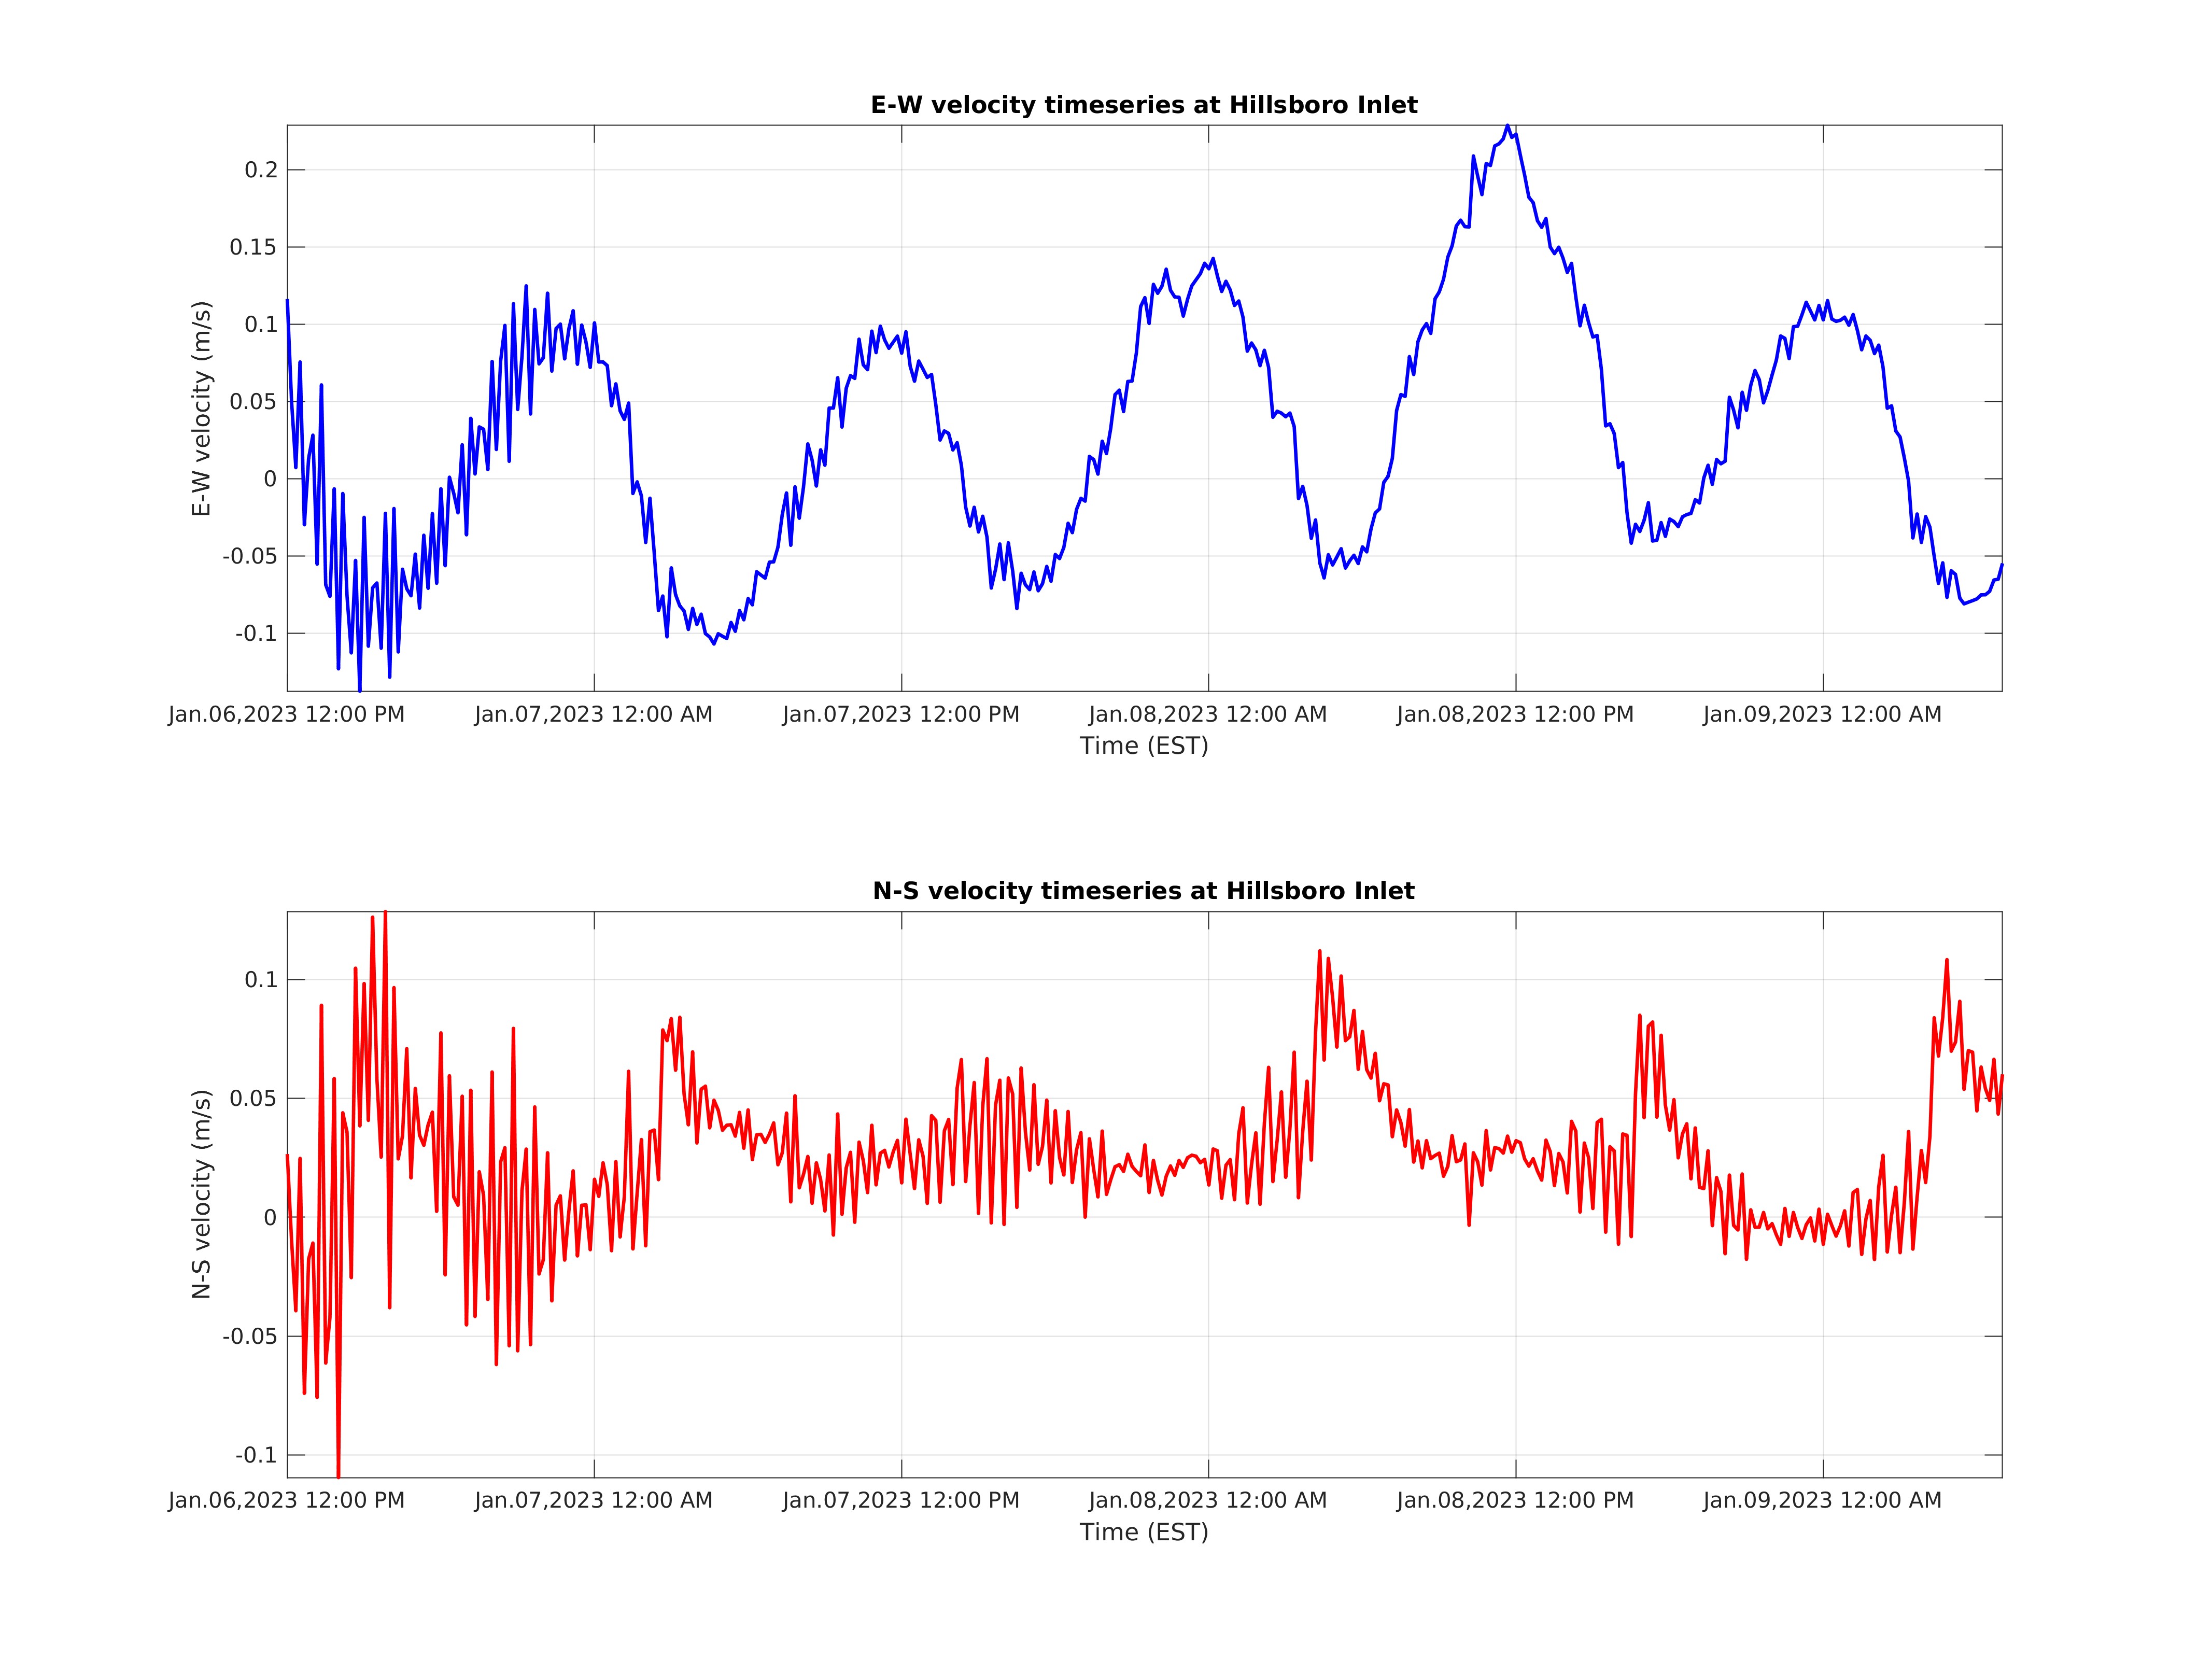 E-W velocity timeseries at Hillsboro Inlet
E-W velocity (m/s)
0.2
0.15
0.1
0.05
0
-0.05
-0.1
Jan.06,2023 12:00 PM Jan.07,2023 12:00 AM Jan.07,2023 12:00 PM Jan.08,2023 12:00 AM Jan.08,2023 12:00 PM Jan.09,2023 12:00 AM
Time (EST)
N-S velocity timeseries at Hillsboro Inlet
N-S velocity (m/s)
0.1
0.05
0
-0.05
-0.1
Jan.06,2023 12:00 PM Jan.07,2023 12:00 AM Jan.07,2023 12:00 PM Jan.08,2023 12:00 AM Jan.08,2023 12:00 PM Jan.09,2023 12:00 AM
Time (EST)